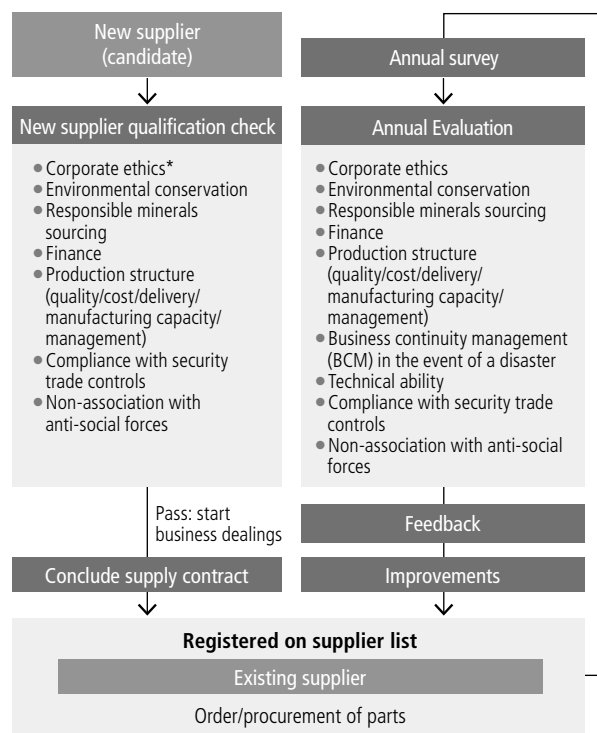 New supplier
(candidate)
New supplier qualification check
● Corporate ethics*
● Environmental conservation
● Responsible minerals
sourcing
● Finance
● Production structure
(quality/cost/delivery/
manufacturing capacity/
management)
● Compliance with security
trade controls
● Non-association with
anti-social forces
Pass: start
business dealings
Conclude supply contract
Annual survey
Annual Evaluation
● Corporate ethics
● Environmental conservation
● Responsible minerals sourcing
● Finance
● Production structure
(quality/cost/delivery/
manufacturing capacity/
management)
● Business continuity management
(BCM) in the event of a disaster
● Technical ability
● Compliance with security trade
controls
● Non-association with anti-social
forces
Feedback
Improvements
Registered on supplier list
Existing supplier
Order/procurement of parts